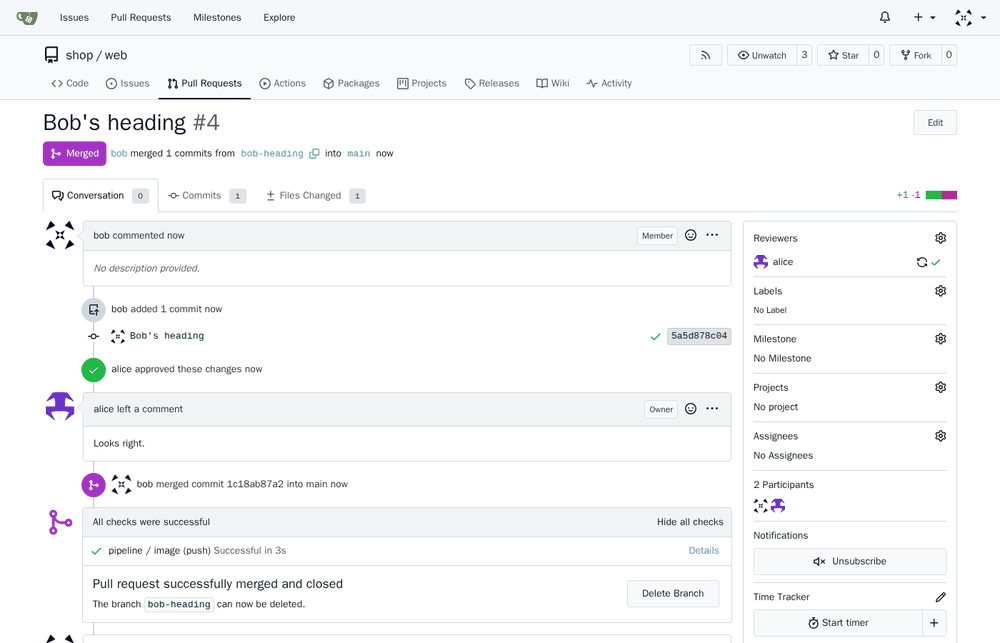 Issues Pull Requests Milestones Explore
shop / web
Unwatch 3 Star 0 Fork 0
Code Issues Pull Requests Actions Packages Projects Releases Wiki Activity
Bob's heading #4
Edit
Merged bob merged 1 commits from bob-heading into main now
Conversation 0 Commits 1 Files Changed 1
+1 -1
bob commented now
Member
No description provided.
bob added 1 commit now
Bob's heading
5a5d878c04
alice approved these changes now
alice left a comment
Owner
Looks right.
bob merged commit 1c18ab87a2 into main now
All checks were successful
Hide all checks
pipeline / image (push) Successful in 3s
Details
Pull request successfully merged and closed
The branch bob-heading can now be deleted.
Delete Branch
Reviewers
alice
Labels
No Label
Milestone
No Milestone
Projects
No project
Assignees
No Assignees
2 Participants
Notifications
Unsubscribe
Time Tracker
Start timer